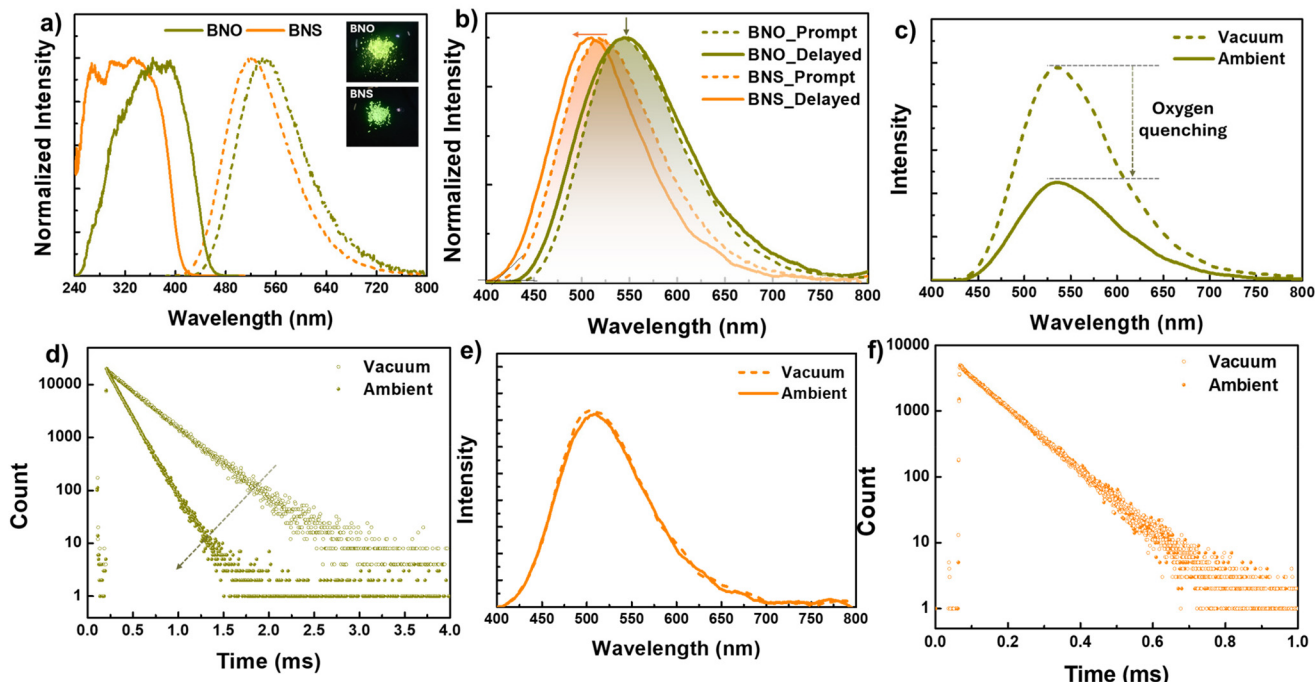 a)
BNO
BNS
BNO
BNS
Normalized Intensity
240 320 400 480 560 640 720 800
Wavelength (nm)
b)
BNO_Prompt
BNO_Delayed
BNS_Prompt
BNS_Delayed
Normalized Intensity
400 450 500 550 600 650 700 750 800
Wavelength (nm)
c)
Vacuum
Ambient
Oxygen
quenching
Intensity
400 450 500 550 600 650 700 750 800
Wavelength (nm)
d)
Vacuum
Ambient
10000
1000
100
10
1
Count
0.0 0.5 1.0 1.5 2.0 2.5 3.0 3.5 4.0
Time (ms)
e)
Vacuum
Ambient
Intensity
400 450 500 550 600 650 700 750 800
Wavelength (nm)
f)
Vacuum
Ambient
10000
1000
100
10
1
Count
0.0 0.2 0.4 0.6 0.8 1.0
Time (ms)